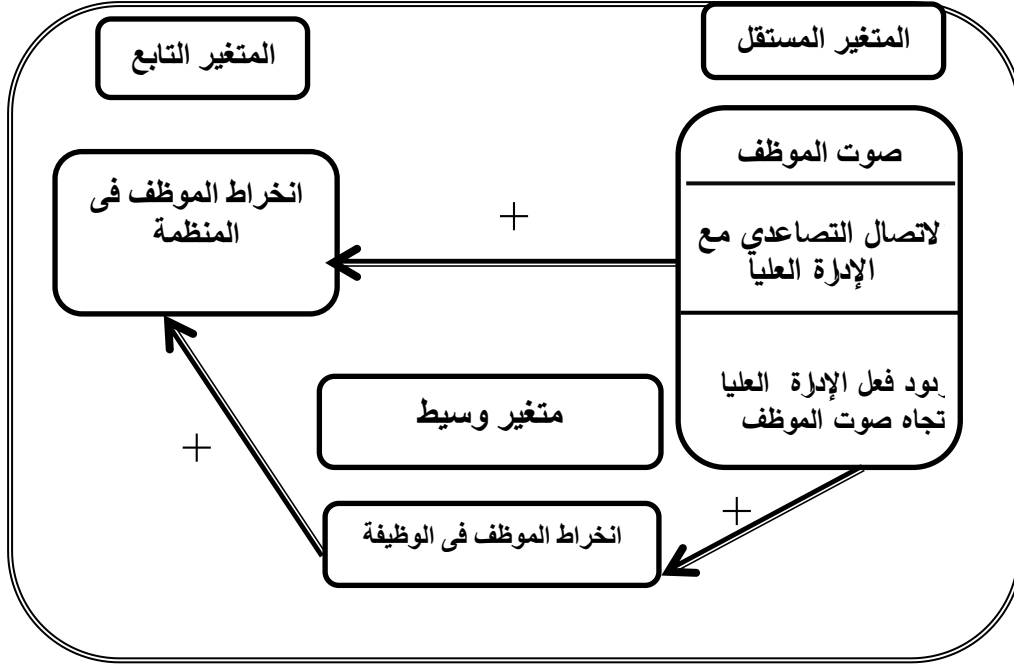 المتغير المستقل
المتغير التابع
صوت الموظف
لاتصال التصاعدي مع
الإدارة العليا
دود فعل الإدارة العليا
تجاه صوت الموظف
+
انخراط الموظف فى
المنظمة
متغير وسيط
+
+
انخراط الموظف فى الوظيفة